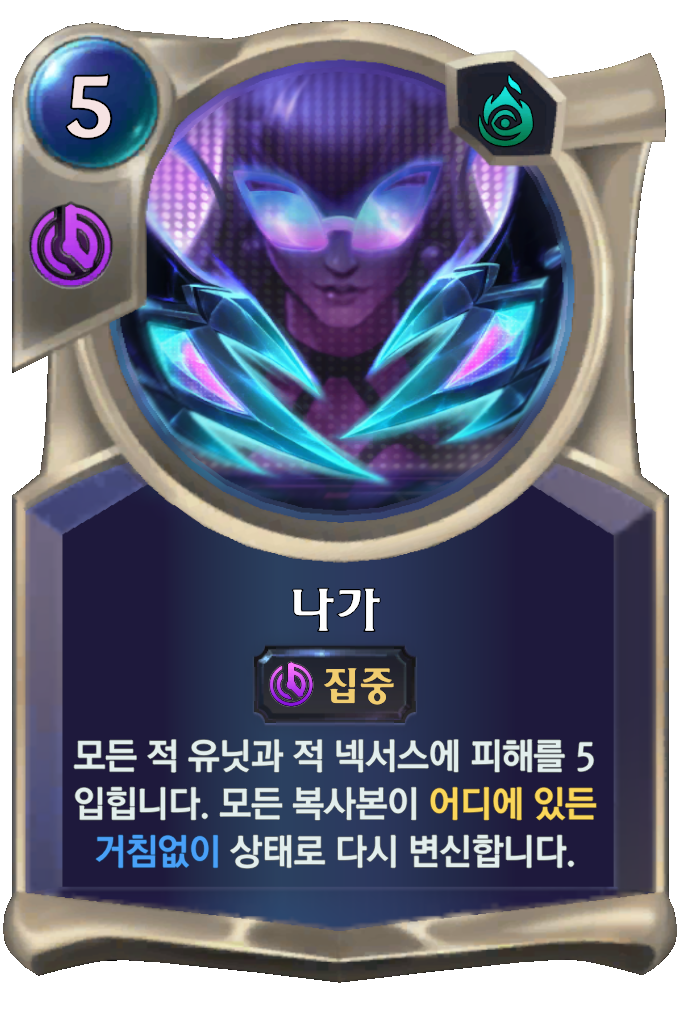 5
나가
집중
모든 적 유닛과 적 넥서스에 피해를 5
입힙니다. 모든 복사본이 어디에 있든
거침없이 상태로 다시 변신합니다.